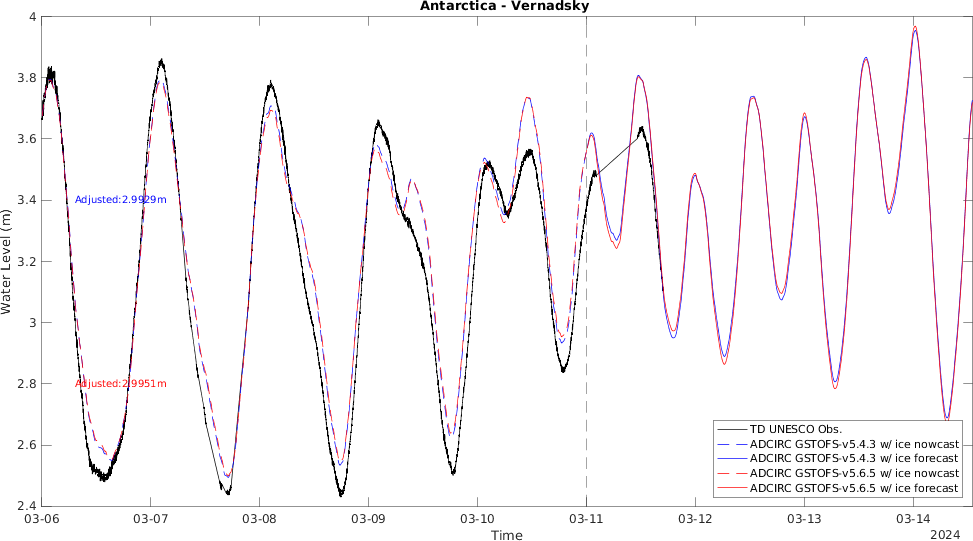 Antarctica - Vernadsky
Water Level (m)
4
3.8
3.6
3.4
3.2
3
2.8
2.6
2.4
Adjusted:2.9929m
Adjusted:2.9951m
TD UNESCO Obs.
ADCIRC GSTOFS-v5.4.3 w/ ice nowcast
ADCIRC GSTOFS-v5.4.3 w/ ice forecast
ADCIRC GSTOFS-v5.6.5 w/ ice nowcast
ADCIRC GSTOFS-v5.6.5 w/ ice forecast
03-06 03-07 03-08 03-09 03-10 03-11 03-12 03-13 03-14
Time
2024